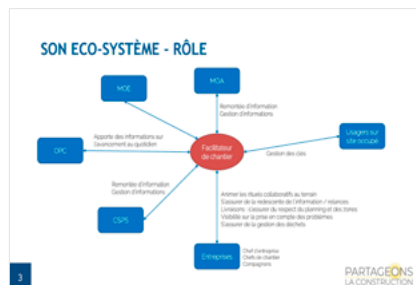 SON ECO-SYSTÈME - RÔLE
MOE
MOA
Remontées d'information
Gestion d'informations
Usagers sur
site occupé
Apporte des informations sur
l'avancement au quotidien
OPC
Facilitateur
de chantier
Gestion des clés
Remontée d'information
Gestion d'informations
CSPS
Animer les rituels collaboratifs au terrain
S'assurer de la redescente de l'information / relances
Livraisons : s'assurer du respect du planning et des zones
Visibilité sur la prise en compte des problèmes
S'assurer de la gestion des déchets
Entreprises
Chef d'entreprise
Chefs de chantier
Compagnons
3
PARTAGEONS
LA CONSTRUCTION